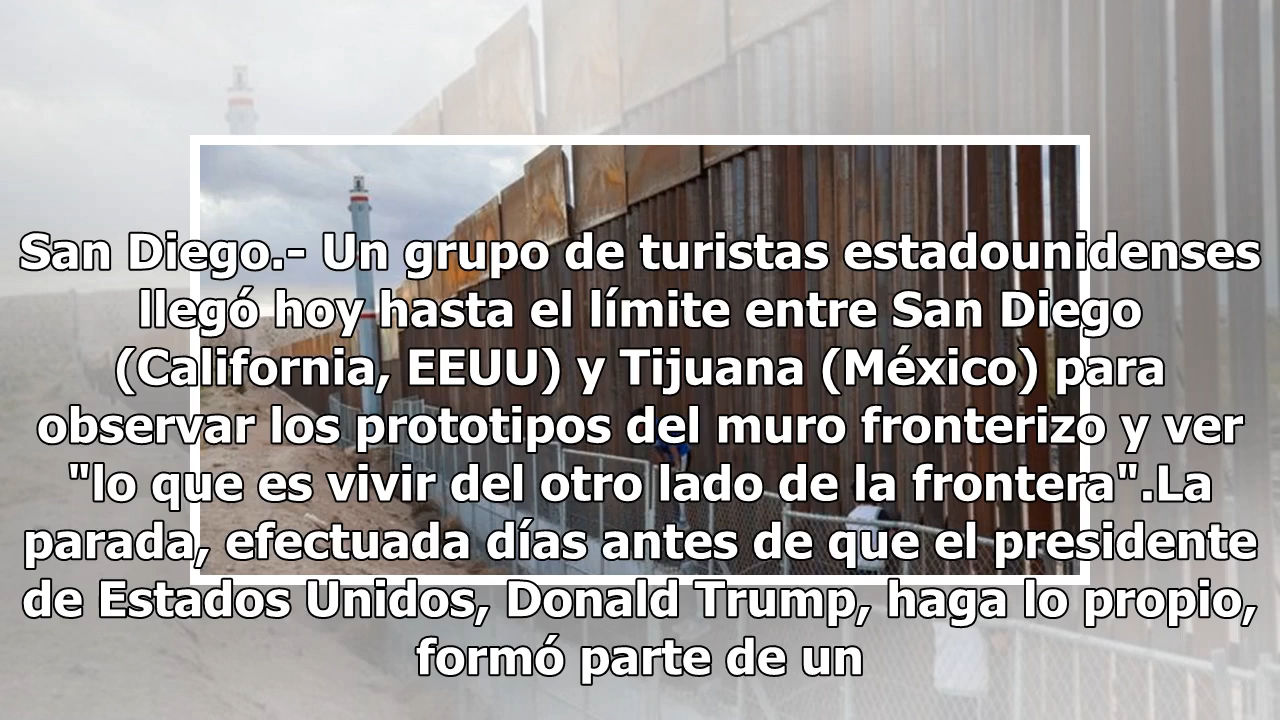 San Diego.- Un grupo de turistas estadounidenses
llegó hoy hasta el límite entre San Diego
(California, EEUU) y Tijuana (México) para
observar los prototipos del muro fronterizo y ver
"lo que es vivir del otro lado de la frontera".La
parada, efectuada días antes de que el presidente
de Estados Unidos, Donald Trump, haga lo propio,
formó parte de un